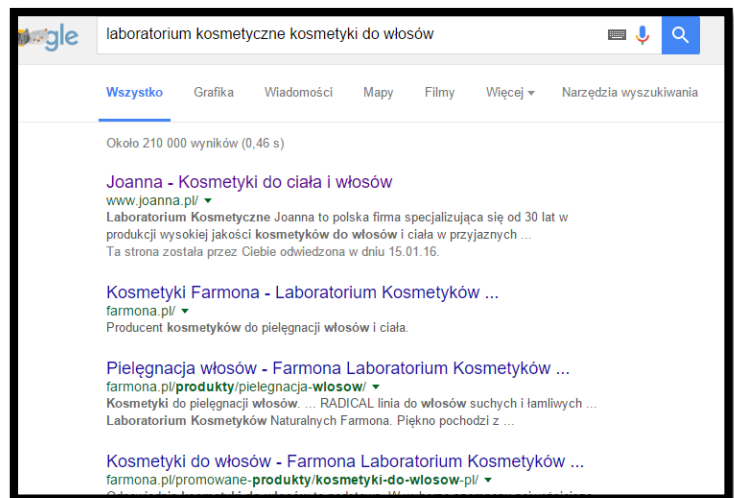 gle
laboratorium kosmetyczne kosmetyki do włosów
Wszystko Grafika Wiadomości Mapy Filmy Więcej Narzędzia wyszukiwania
Około 210 000 wyników (0,46 s)
Joanna - Kosmetyki do ciała i włosów
www.joanna.pl/
Laboratorium Kosmetyczne Joanna to polska firma specjalizująca się od 30 lat w
produkcji wysokiej jakości kosmetyków do włosów i ciała w przyjaznych ...
Ta strona została przez Ciebie odwiedzona w dniu 15.01.16.
Kosmetyki Farmona - Laboratorium Kosmetyków ...
farmona.pl/
Producent kosmetyków do pielęgnacji włosów i ciała.
Pielęgnacja włosów - Farmona Laboratorium Kosmetyków ...
farmona.pl/produkty/pielegnacja-wlosow/
Kosmetyki do pielęgnacji włosów. ... RADICAL linia do włosów suchych i łamliwych ...
Laboratorium Kosmetyków Naturalnych Farmona. Piękno pochodzi z ...
Kosmetyki do włosów - Farmona Laboratorium Kosmetyków ...
farmona.pl/promowane-produkty/kosmetyki-do-wlosow-pl/